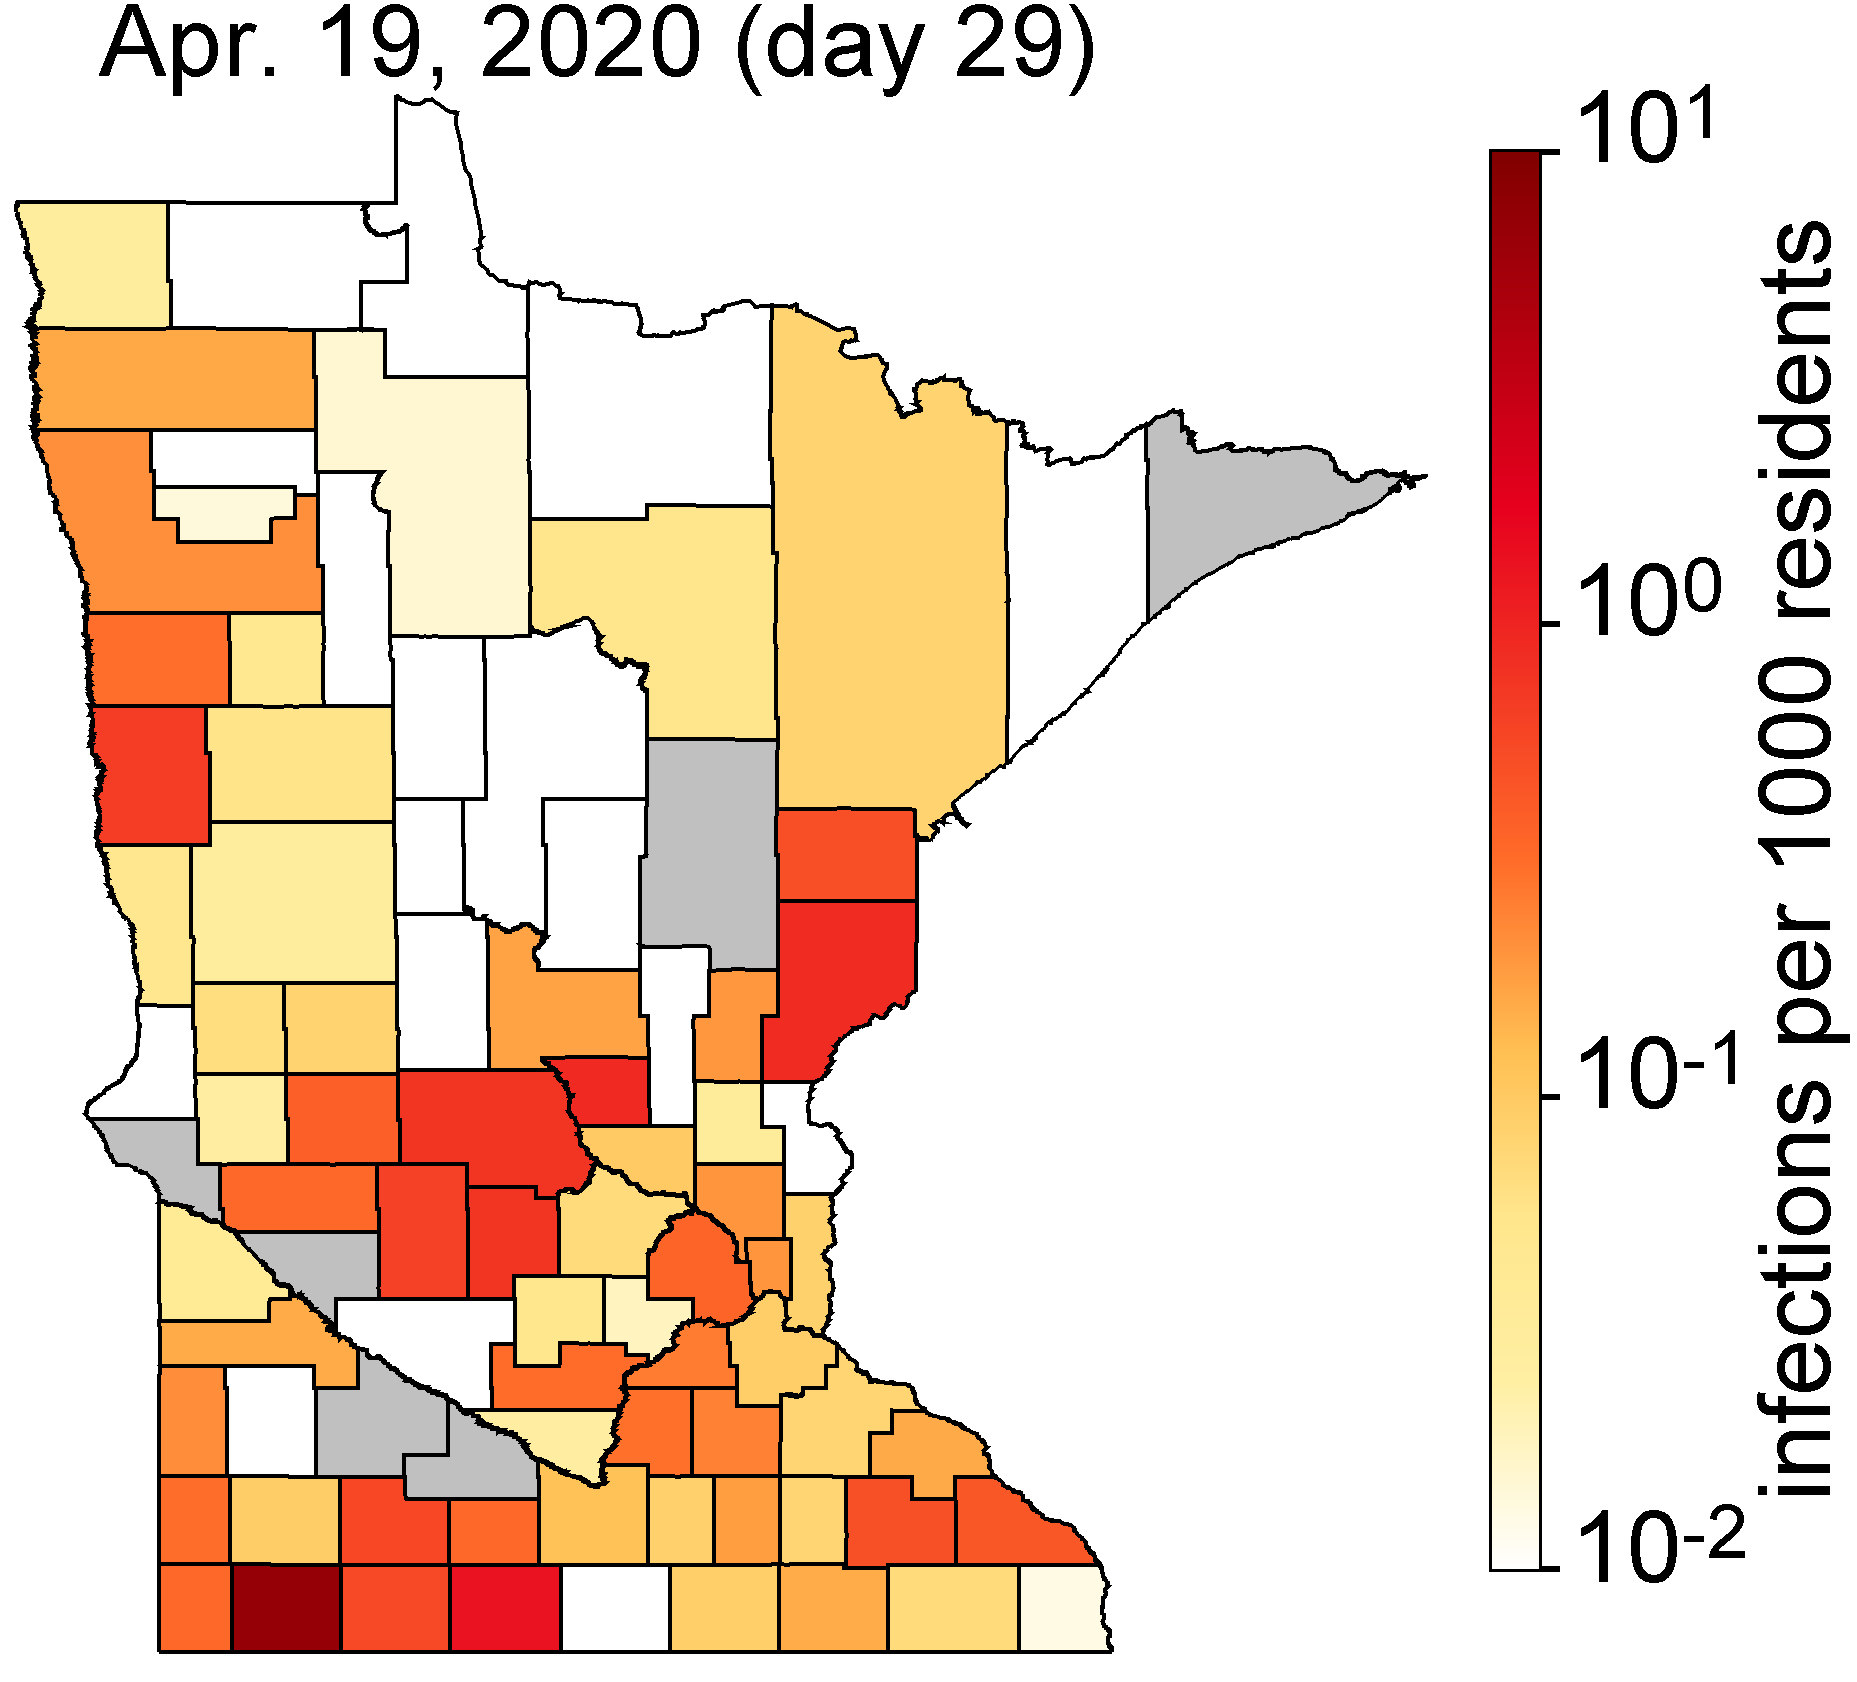 Apr. 19, 2020 (day 29)
10¹
10⁰
10⁻¹
10⁻²
infections per 1000 residents